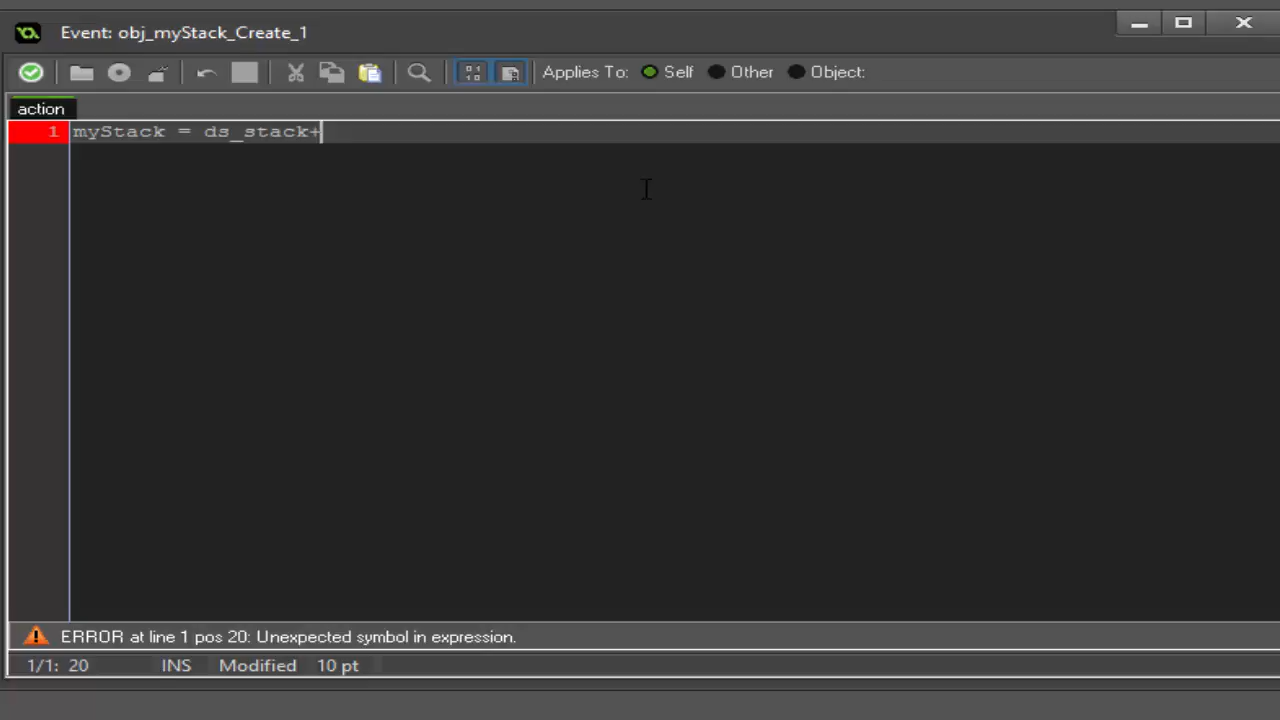 Event: obj_myStack_Create_1
Applies To: Self Other Object:
action
1 myStack = ds_stack+
ERROR at line 1 pos 20: Unexpected symbol in expression.
1/1: 20 INS Modified 10 pt